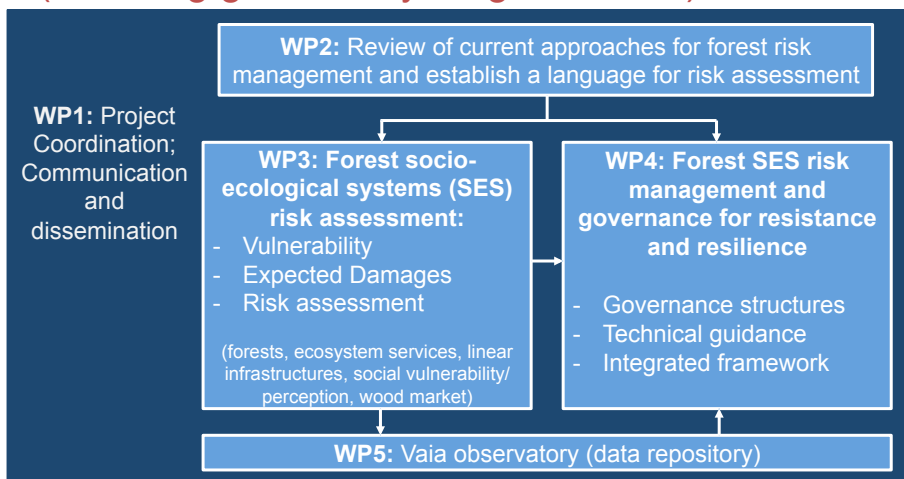 WP2: Review of current approaches for forest risk
management and establish a language for risk assessment
WP1: Project
Coordination;
Communication
and
dissemination
WP3: Forest socio-
ecological systems (SES)
risk assessment:
- Vulnerability
- Expected Damages
- Risk assessment
(forests, ecosystem services, linear
infrastructures, social vulnerability/
perception, wood market)
WP4: Forest SES risk
management and
governance for resistance
and resilience
- Governance structures
- Technical guidance
- Integrated framework
WP5: Vaia observatory (data repository)